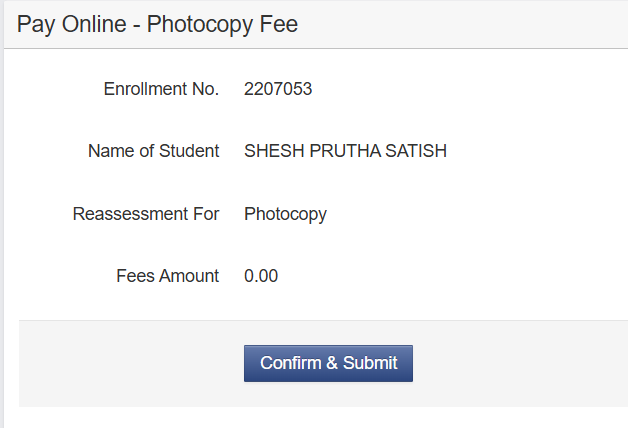 Pay Online - Photocopy Fee
Enrollment No. 2207053
Name of Student SHESH PRUTHA SATISH
Reassessment For Photocopy
Fees Amount 0.00
Confirm & Submit